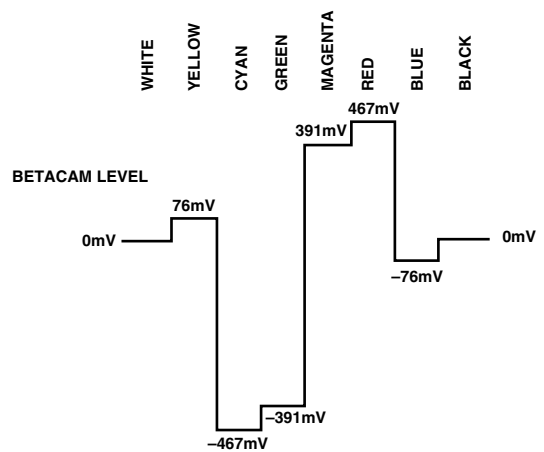 WHITE
YELLOW
CYAN
GREEN
MAGENTA
RED
BLUE
BLACK
467mV
391mV
BETACAM LEVEL
76mV
0mV
0mV
–76mV
–391mV
–467mV